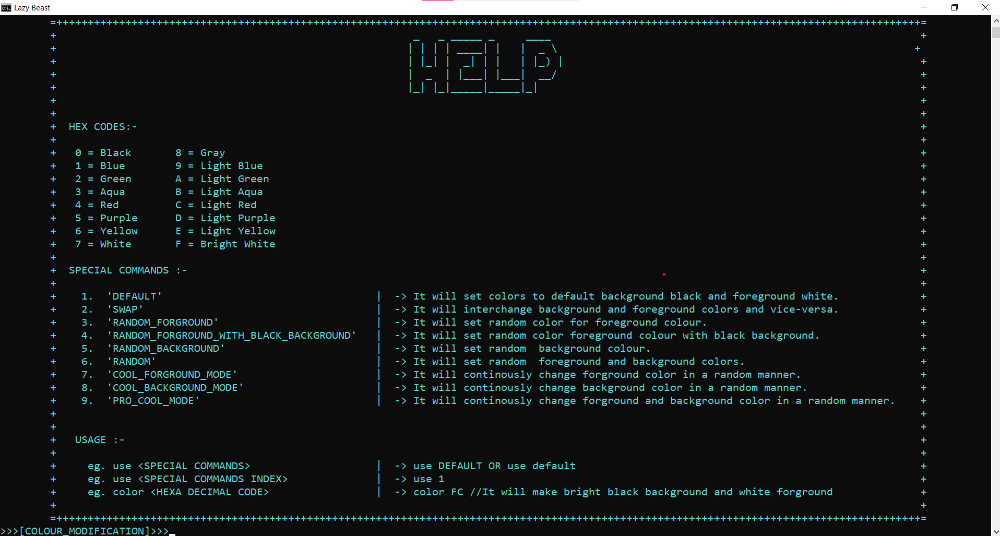 Lazy Beast
HELP
HEX CODES:-
0 = Black 8 = Gray
1 = Blue 9 = Light Blue
2 = Green A = Light Green
3 = Aqua B = Light Aqua
4 = Red C = Light Red
5 = Purple D = Light Purple
6 = Yellow E = Light Yellow
7 = White F = Bright White
SPECIAL COMMANDS :-
1. 'DEFAULT' | -> It will set colors to default background black and foreground white.
2. 'SWAP' | -> It will interchange background and foreground colors and vice-versa.
3. 'RANDOM_FORGROUND' | -> It will set random color for foreground colour.
4. 'RANDOM_FORGROUND_WITH_BLACK_BACKGROUND' | -> It will set random color foreground colour with black background.
5. 'RANDOM_BACKGROUND' | -> It will set random  background colour.
6. 'RANDOM' | -> It will set random  foreground and background colors.
7. 'COOL_FORGROUND_MODE' | -> It will continously change forground color in a random manner.
8. 'COOL_BACKGROUND_MODE' | -> It will continously change background color in a random manner.
9. 'PRO_COOL_MODE' | -> It will continously change forground and background color in a random manner.
USAGE :-
eg. use <SPECIAL COMMANDS> | -> use DEFAULT OR use default
eg. use <SPECIAL COMMANDS INDEX> | -> use 1
eg. color <HEXA DECIMAL CODE> | -> color FC //It will make bright black background and white forground
>>>[COLOUR_MODIFICATION]>>>